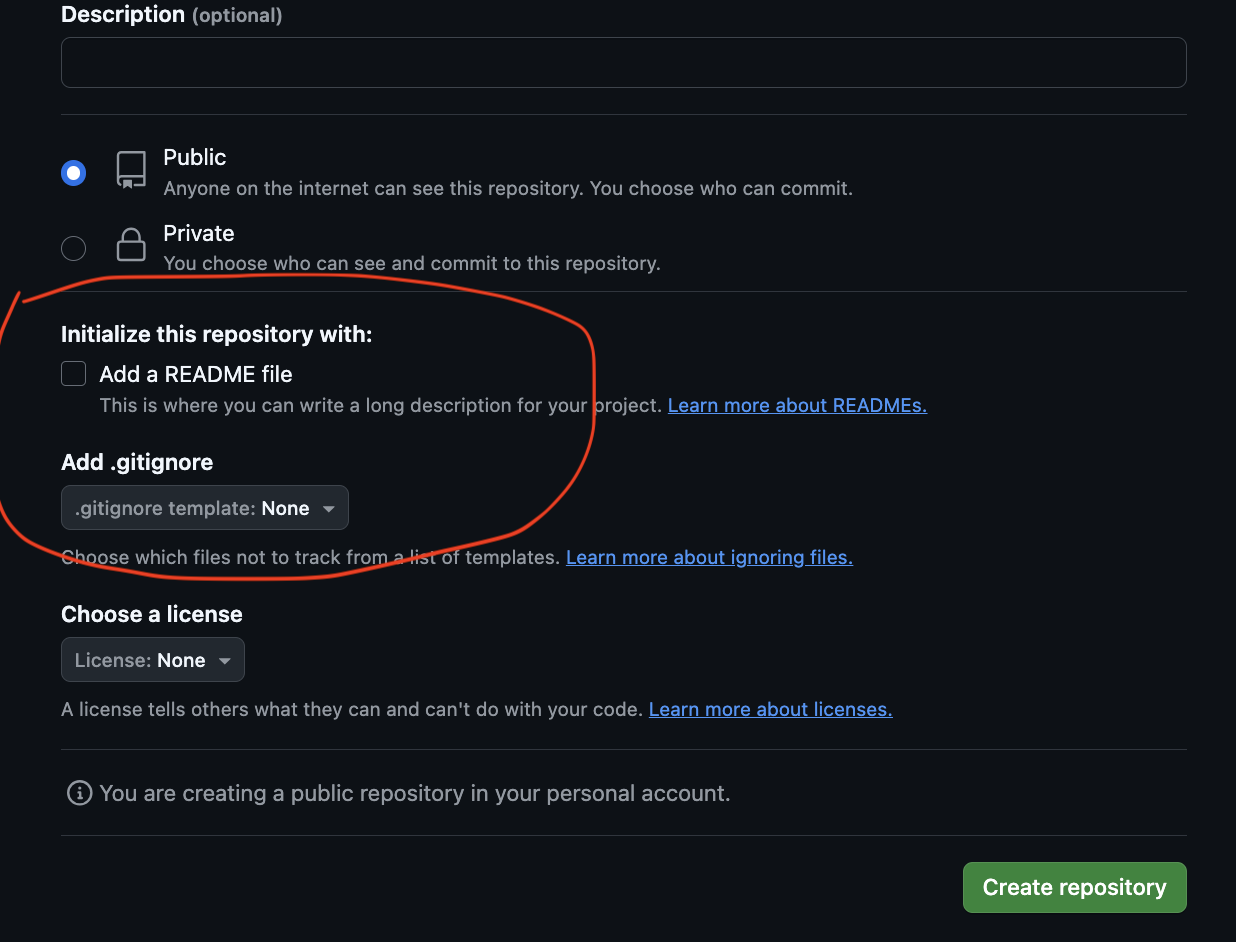 Description (optional)
Public
Anyone on the internet can see this repository. You choose who can commit.
Private
You choose who can see and commit to this repository.
Initialize this repository with:
Add a README file
This is where you can write a long description for your project. Learn more about READMEs.
Add .gitignore
.gitignore template: None
Choose which files not to track from a list of templates. Learn more about ignoring files.
Choose a license
License: None
A license tells others what they can and can't do with your code. Learn more about licenses.
You are creating a public repository in your personal account.
Create repository